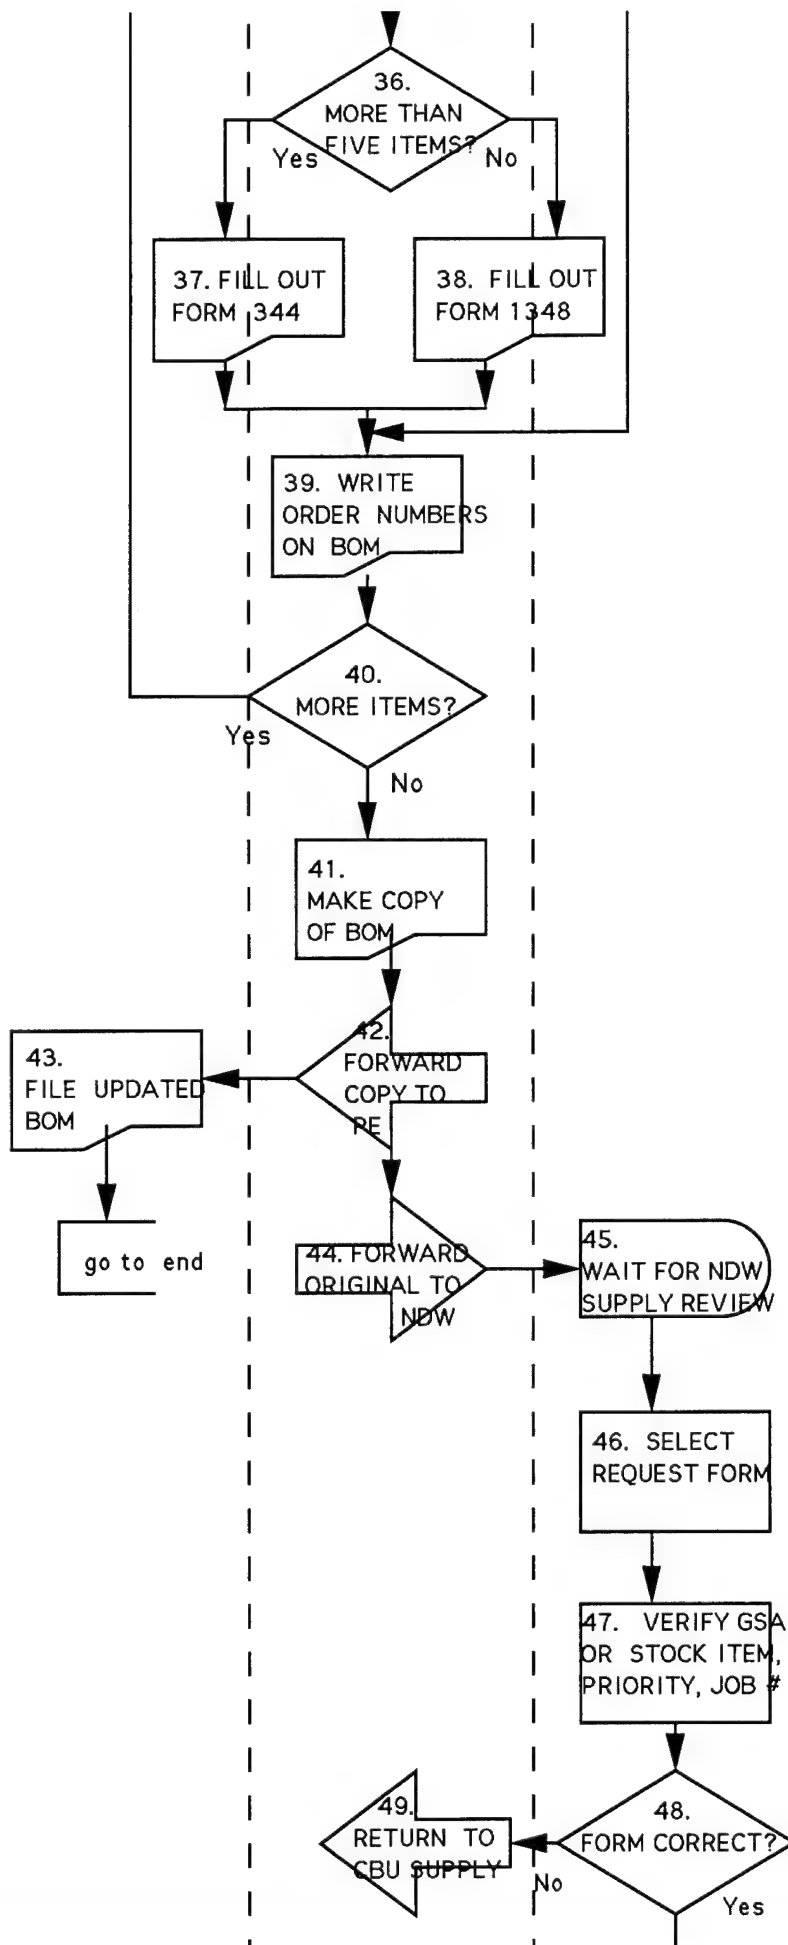 36.
MORE THAN
FIVE ITEMS?
Yes
No
37. FILL OUT
FORM 344
38. FILL OUT
FORM 1348
39. WRITE
ORDER NUMBERS
ON BOM
40.
MORE ITEMS?
Yes
No
41.
MAKE COPY
OF BOM
42.
FORWARD
COPY TO
PE
43.
FILE UPDATED
BOM
go to end
44. FORWARD
ORIGINAL TO
NDW
45.
WAIT FOR NDW
SUPPLY REVIEW
46. SELECT
REQUEST FORM
47. VERIFY GSA
OR STOCK ITEM,
PRIORITY, JOB #
48.
FORM CORRECT?
No
Yes
49.
RETURN TO
CBU SUPPLY